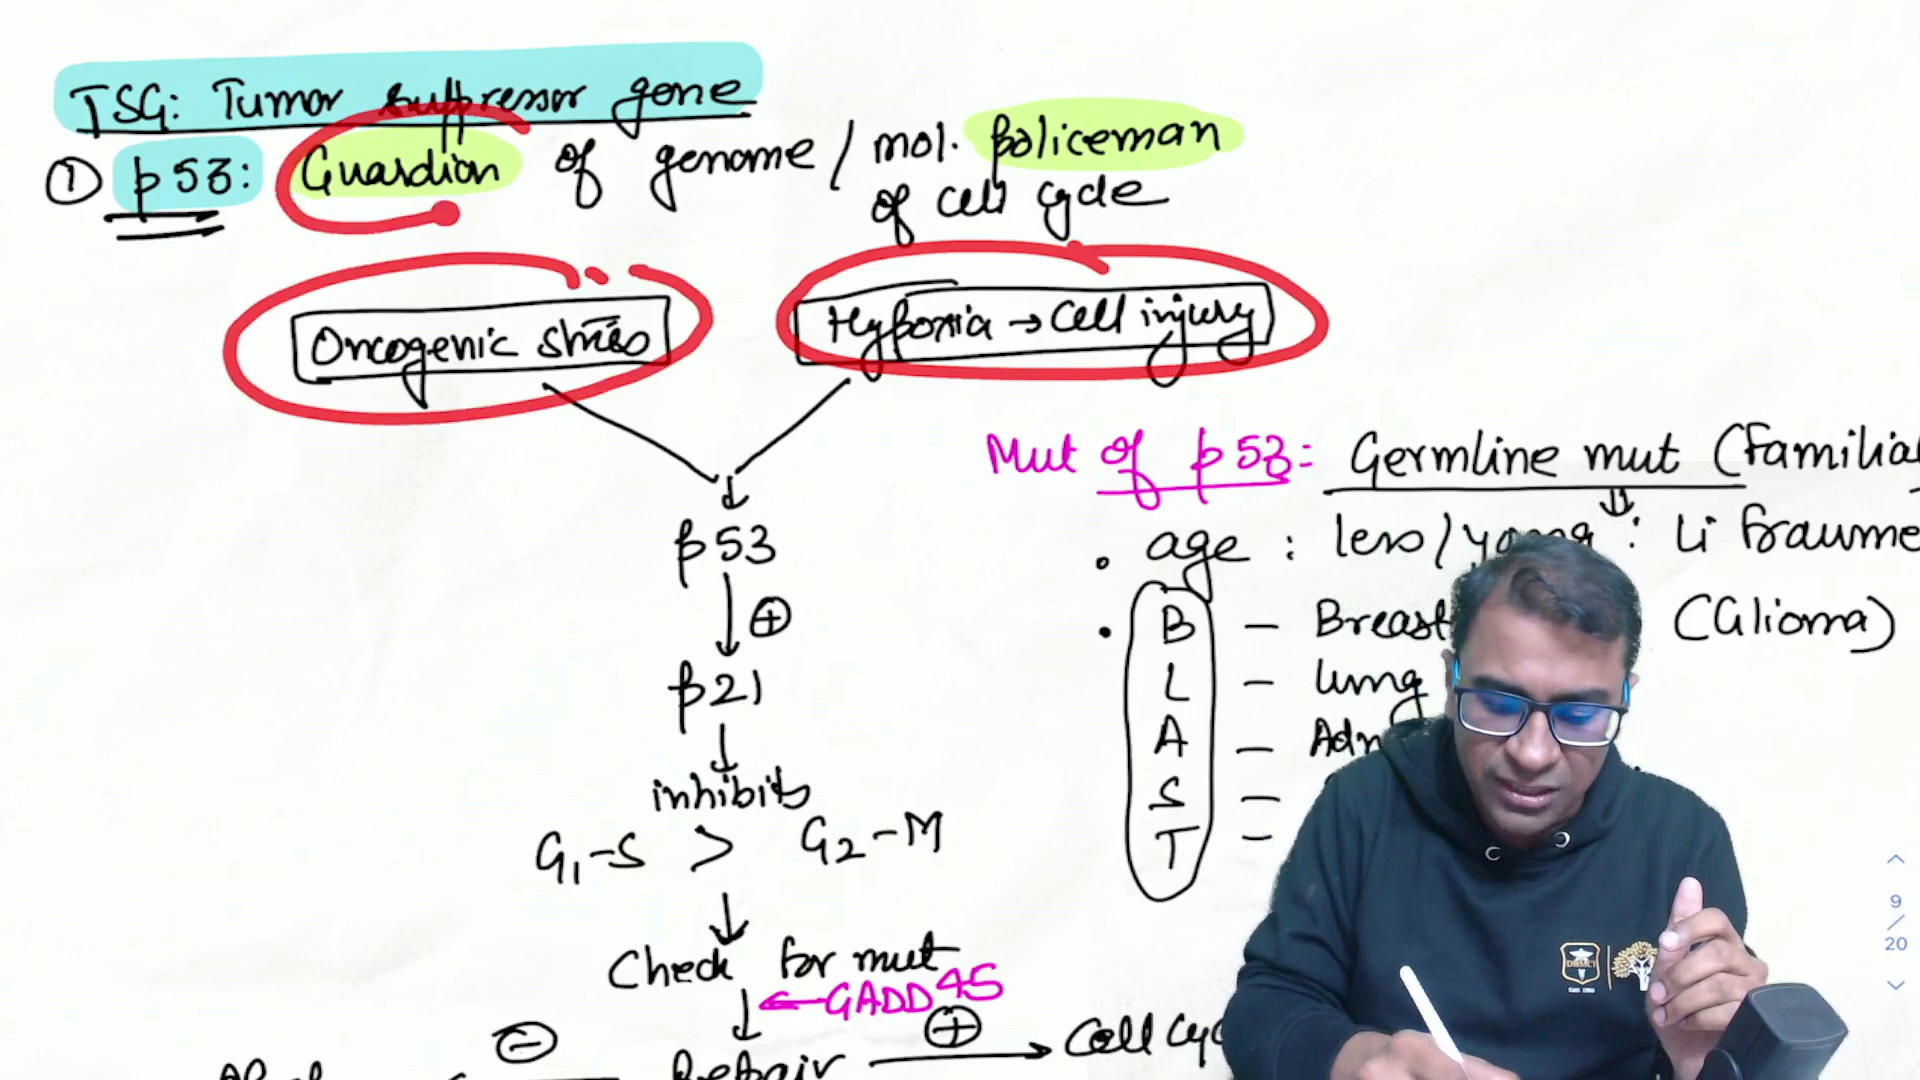 TSG: Tumor suppressor gene
① p53: Guardian of genome / mol. policeman
of cell cycle
Oncogenic stress
Hypoxia → Cell injury
Mut of p53: Germline mut (Familial
• age : less/young : Li fraume
p53
⊕
• B — Breast (Glioma)
p21
L — lung
A —
inhibits
S —
G1-S > G2-M
T —
Check for mut
← GADD45
⊖
Repair ⊕ → Cell Cyc
9
/
20